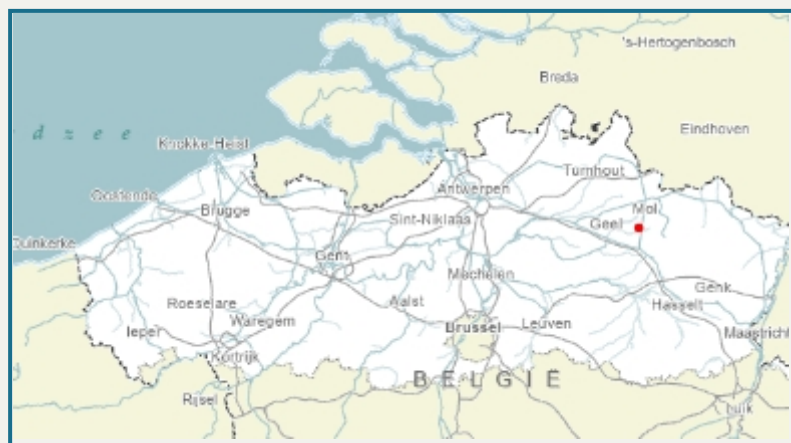 's-Hertogenbosch
Breda
dzee
Eindhoven
Knokke-Heist
Turnhout
Antwerpen
Oostende
Mol
Brugge
Sint-Niklaas
Geel
Duinkerke
Gent
Mechelen
Genk
Roeselare
Aalst
Hasselt
Ieper
Waregem
Brussel
Leuven
Maastricht
Kortrijk
BELGIË
Rijsel
Luik